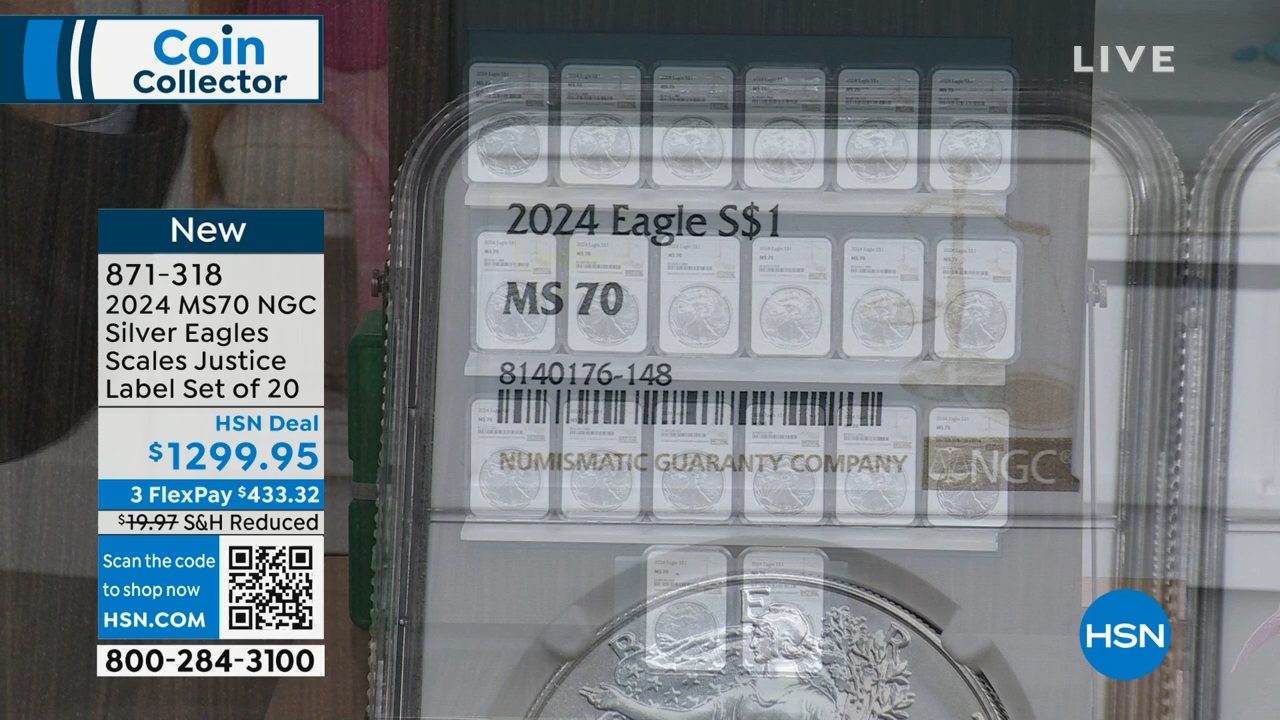 Coin
Collector
LIVE
New
871-318
2024 MS70 NGC
Silver Eagles
Scales Justice
Label Set of 20
HSN Deal
$1299.95
3 FlexPay $433.32
$19.97 S&H Reduced
Scan the code
to shop now
HSN.COM
800-284-3100
2024 Eagle S$1
MS 70
8140176-148
NUMISMATIC GUARANTY COMPANY
NGC®
HSN